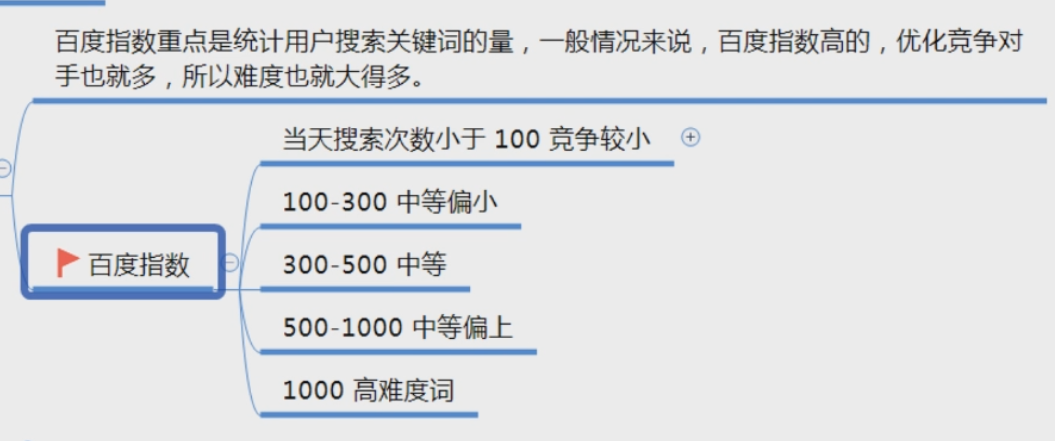 百度指数重点是统计用户搜索关键词的量，一般情况来说，百度指数高的，优化竞争对
手也就多，所以难度也就大得多。
当天搜索次数小于 100 竞争较小
100-300 中等偏小
百度指数
300-500 中等
500-1000 中等偏上
1000 高难度词